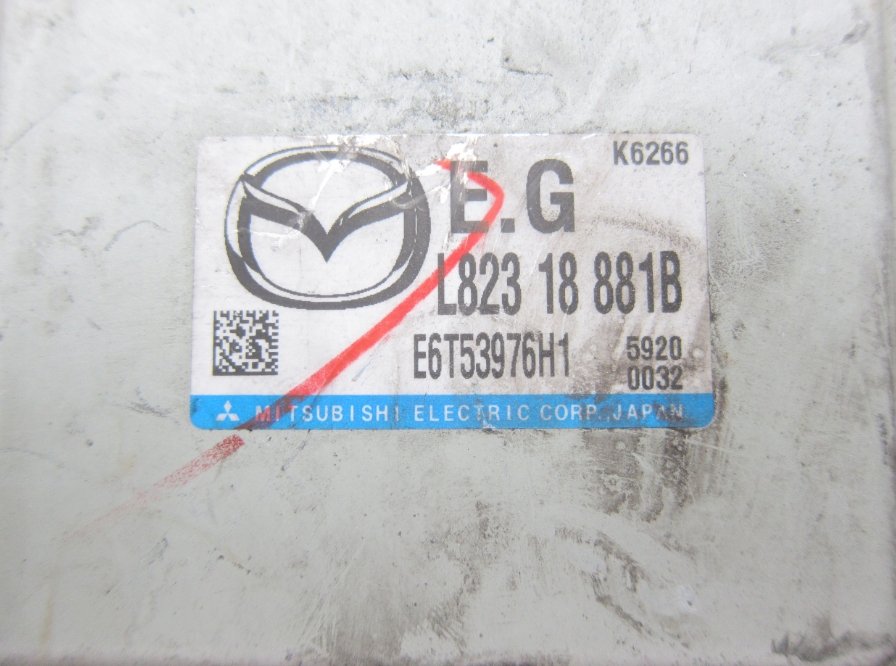 K6266
E.G
L823 18 881B
E6T53976H1 5920
0032
MITSUBISHI ELECTRIC CORP.,JAPAN